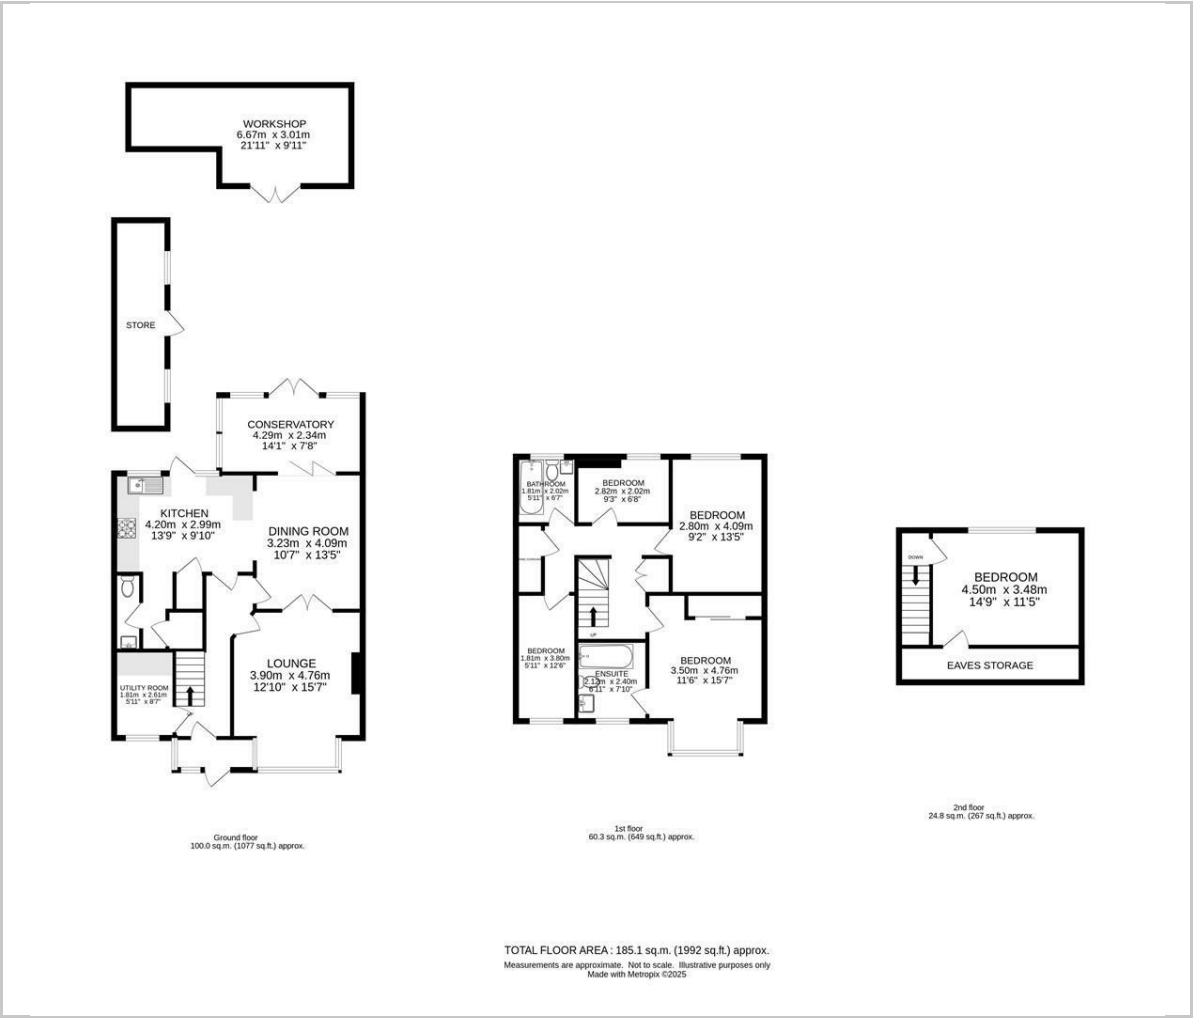 WORKSHOP
6.67m x 3.01m
21'11" x 9'11"
STORE
CONSERVATORY
4.29m x 2.34m
14'1" x 7'8"
KITCHEN
4.20m x 2.99m
13'9" x 9'10"
DINING ROOM
3.23m x 4.09m
10'7" x 13'5"
LOUNGE
3.90m x 4.76m
12'10" x 15'7"
UTILITY ROOM
1.81m x 2.61m
5'11" x 8'7"
Ground floor
100.0 sq.m. (1077 sq.ft.) approx.
BATHROOM
1.81m x 2.02m
5'11" x 6'7"
BEDROOM
2.82m x 2.02m
9'3" x 6'8"
BEDROOM
2.80m x 4.09m
9'2" x 13'5"
UP
BEDROOM
1.81m x 3.80m
5'11" x 12'6"
ENSUITE
2.12m x 2.40m
6'11" x 7'10"
BEDROOM
3.50m x 4.76m
11'6" x 15'7"
1st floor
60.3 sq.m. (649 sq.ft.) approx.
DOWN
BEDROOM
4.50m x 3.48m
14'9" x 11'5"
EAVES STORAGE
2nd floor
24.8 sq.m. (267 sq.ft.) approx.
TOTAL FLOOR AREA : 185.1 sq.m. (1992 sq.ft.) approx.
Measurements are approximate. Not to scale. Illustrative purposes only
Made with Metropix ©2025